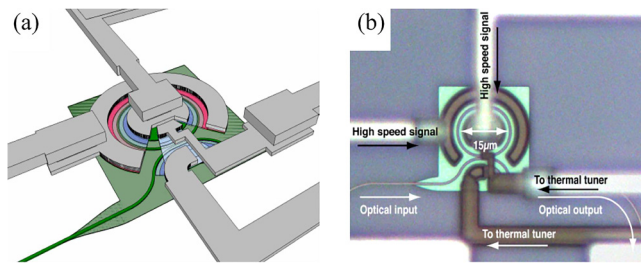 (a)
(b)
High speed signal
High speed signal
15μm
To thermal tuner
Optical input
Optical output
To thermal tuner